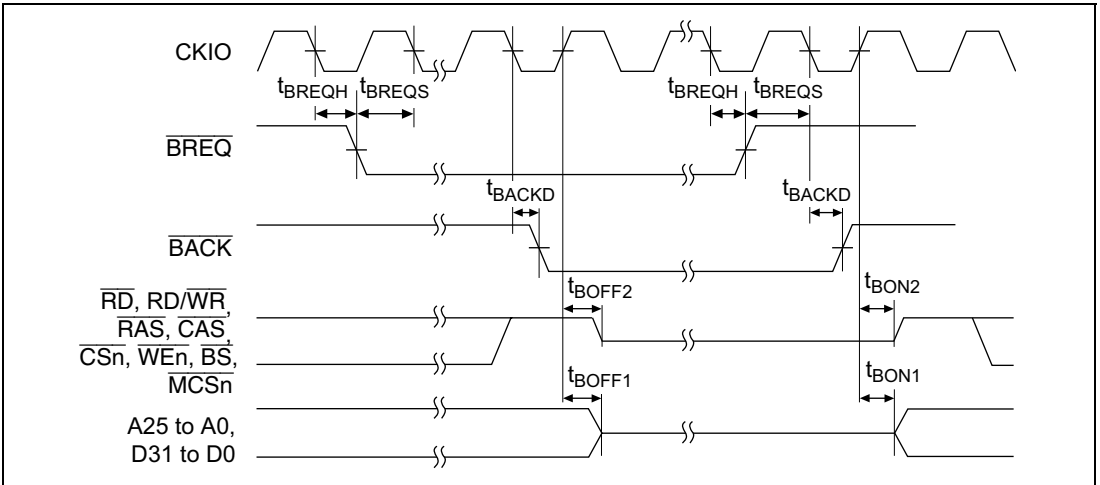 CKIO
tBREQH tBREQS tBREQH tBREQS
BREQ
tBACKD tBACKD
BACK
tBOFF2 tBON2
RD, RD/WR,
RAS, CAS,
CSn, WEn, BS,
MCSn
tBOFF1 tBON1
A25 to A0,
D31 to D0